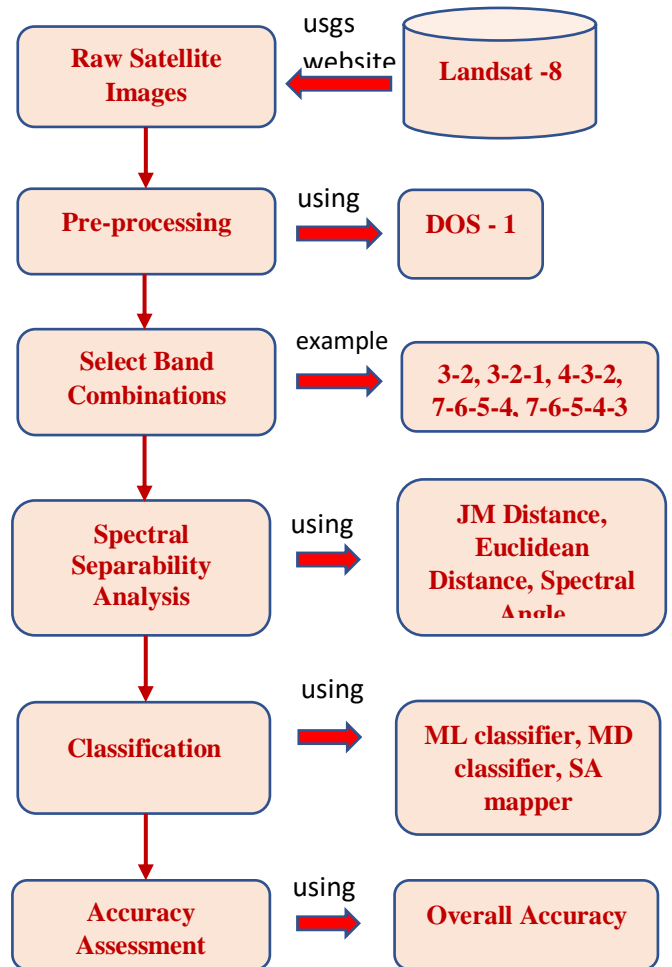 usgs
website
Raw Satellite
Images
Landsat -8
Pre-processing
using
DOS - 1
Select Band
Combinations
example
3-2, 3-2-1, 4-3-2,
7-6-5-4, 7-6-5-4-3
Spectral
Separability
Analysis
using
JM Distance,
Euclidean
Distance, Spectral
Angle
Classification
using
ML classifier, MD
classifier, SA
mapper
Accuracy
Assessment
using
Overall Accuracy